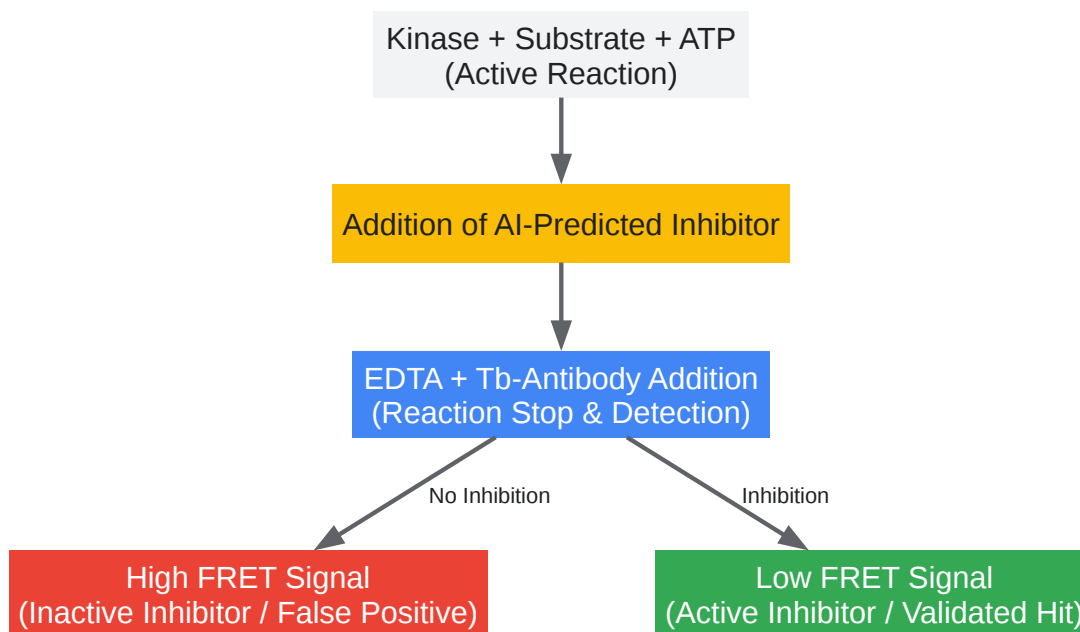 Kinase + Substrate + ATP
(Active Reaction)
Addition of AI-Predicted Inhibitor
EDTA + Tb-Antibody Addition
(Reaction Stop & Detection)
No Inhibition
Inhibition
High FRET Signal
(Inactive Inhibitor / False Positive)
Low FRET Signal
(Active Inhibitor / Validated Hit)